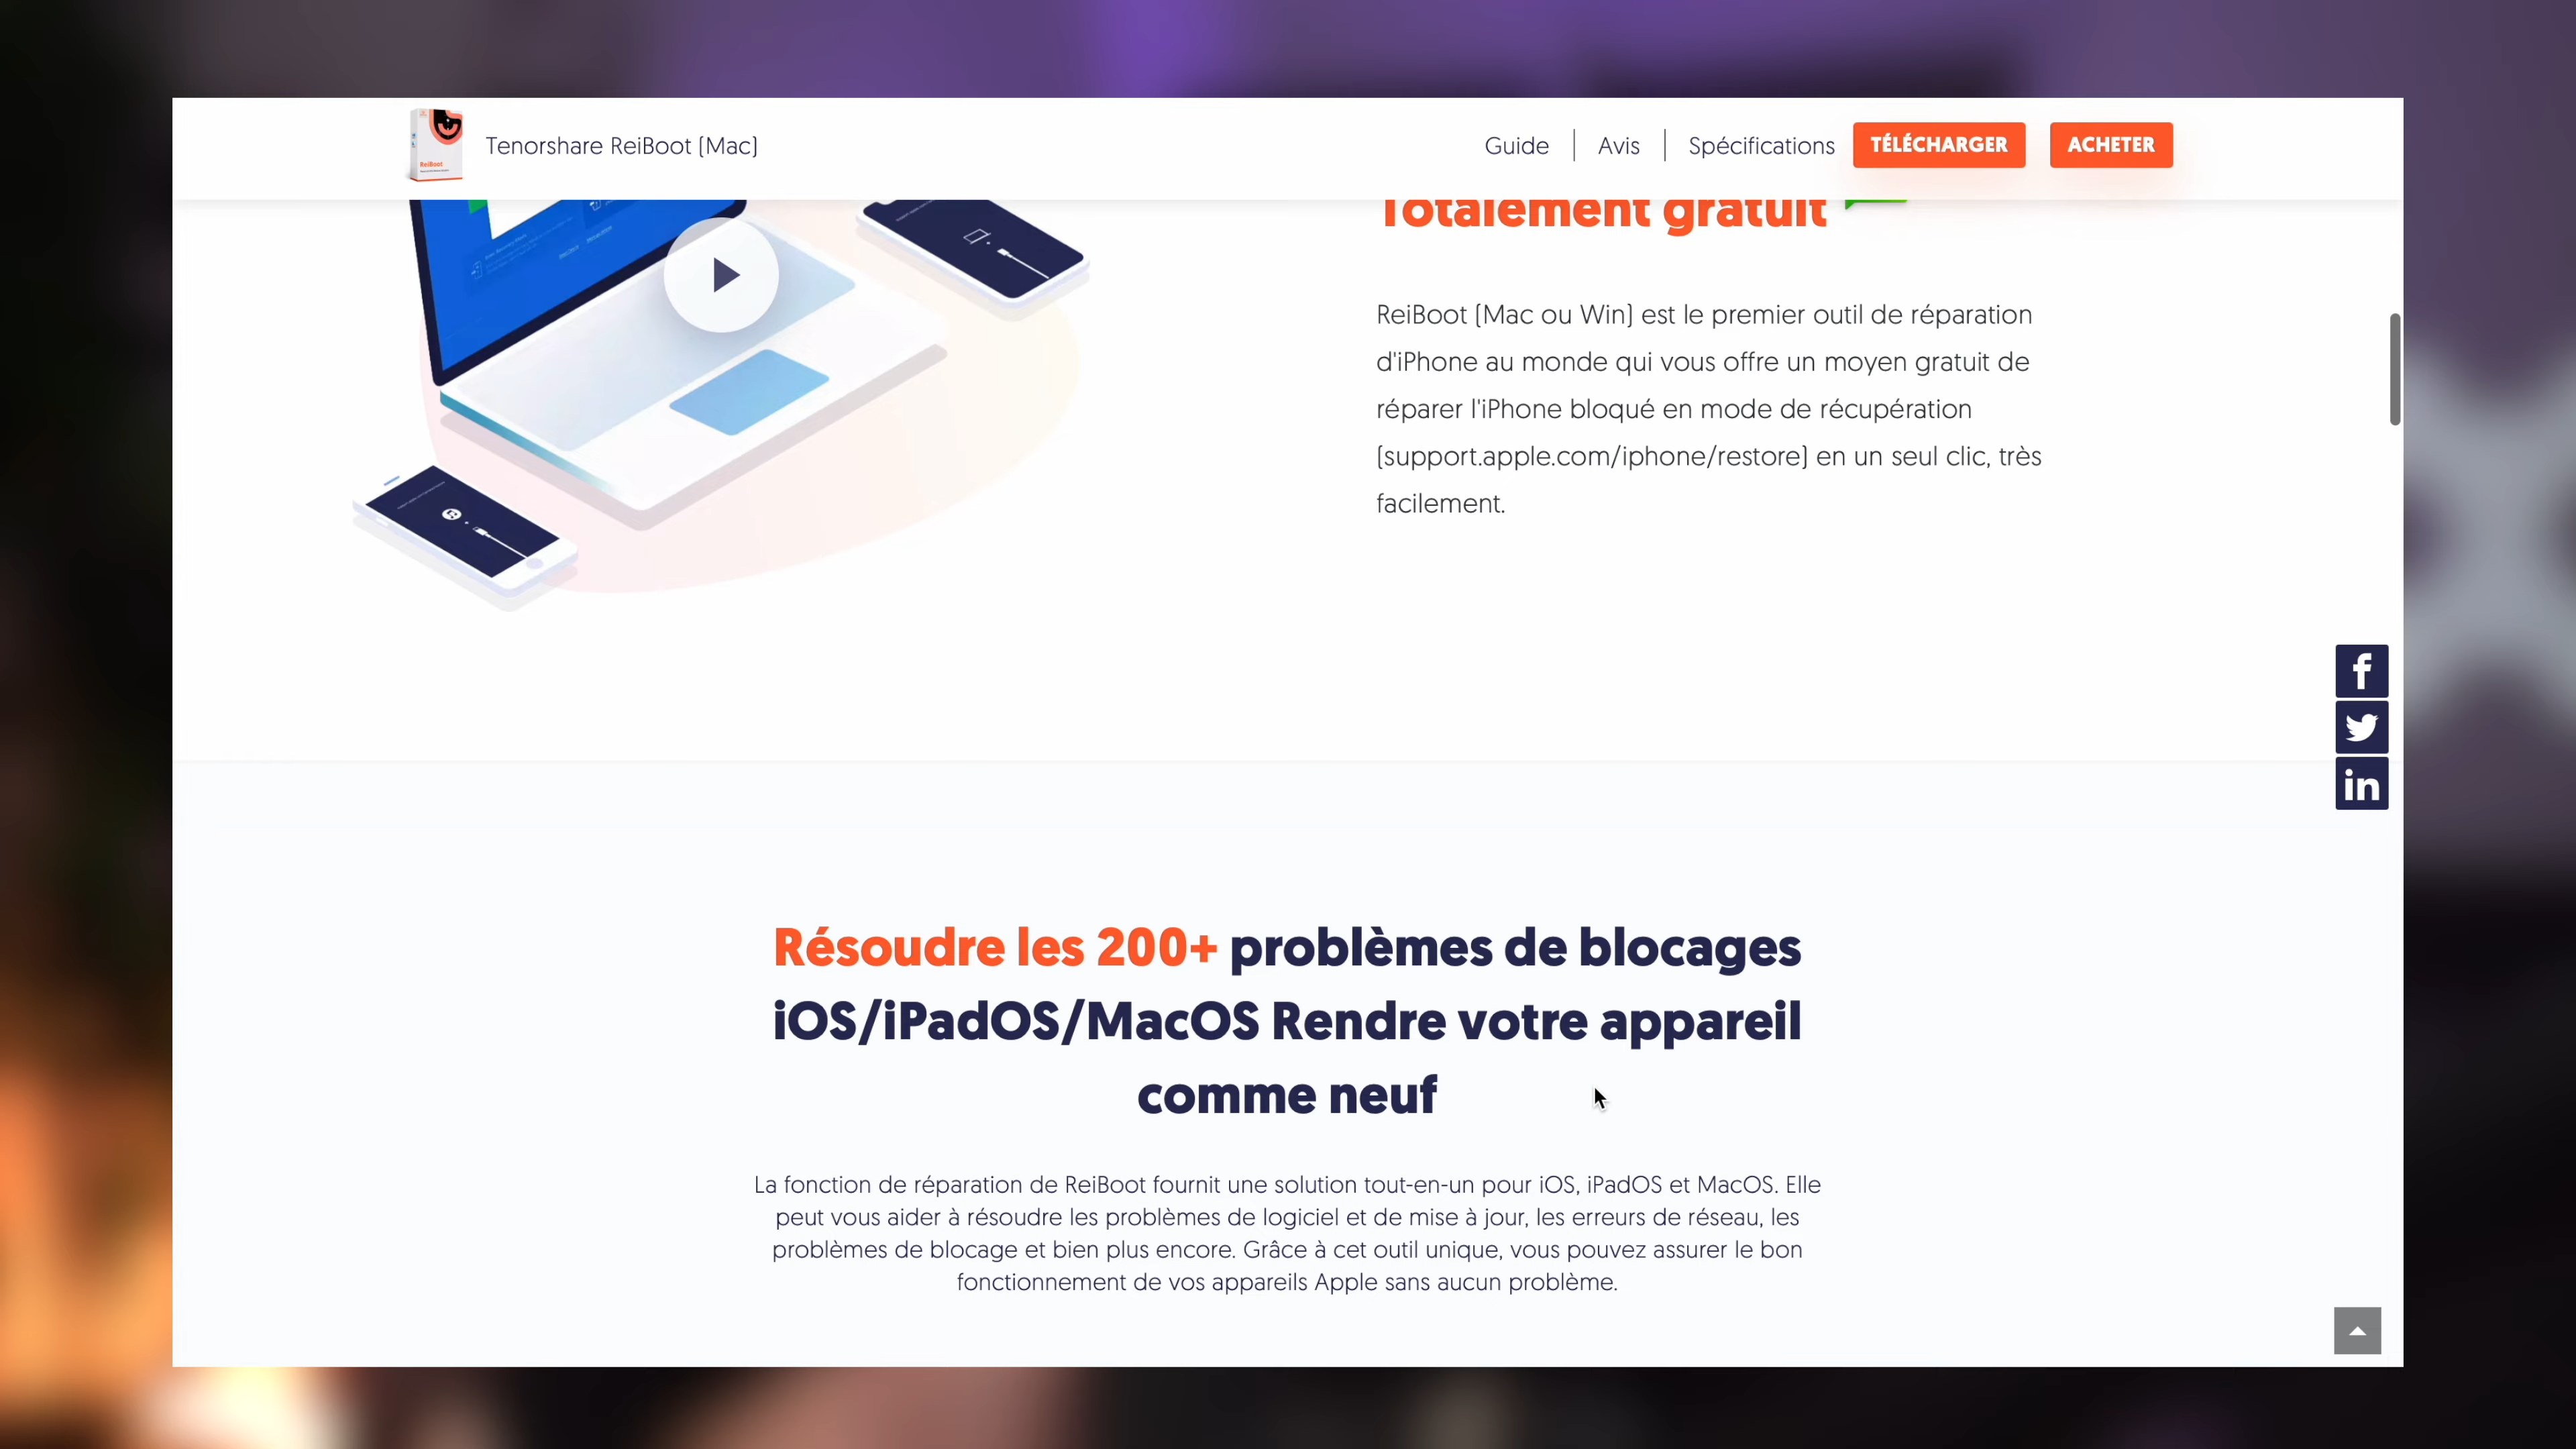 ReiBoot
Tenorshare ReiBoot (Mac)
Guide
Avis
Spécifications
TÉLÉCHARGER
ACHETER
Totalement gratuit
ReiBoot (Mac ou Win) est le premier outil de réparation
d'iPhone au monde qui vous offre un moyen gratuit de
réparer l'iPhone bloqué en mode de récupération
(support.apple.com/iphone/restore) en un seul clic, très
facilement.
Résoudre les 200+ problèmes de blocages
iOS/iPadOS/MacOS Rendre votre appareil
comme neuf
La fonction de réparation de ReiBoot fournit une solution tout-en-un pour iOS, iPadOS et MacOS. Elle
peut vous aider à résoudre les problèmes de logiciel et de mise à jour, les erreurs de réseau, les
problèmes de blocage et bien plus encore. Grâce à cet outil unique, vous pouvez assurer le bon
fonctionnement de vos appareils Apple sans aucun problème.